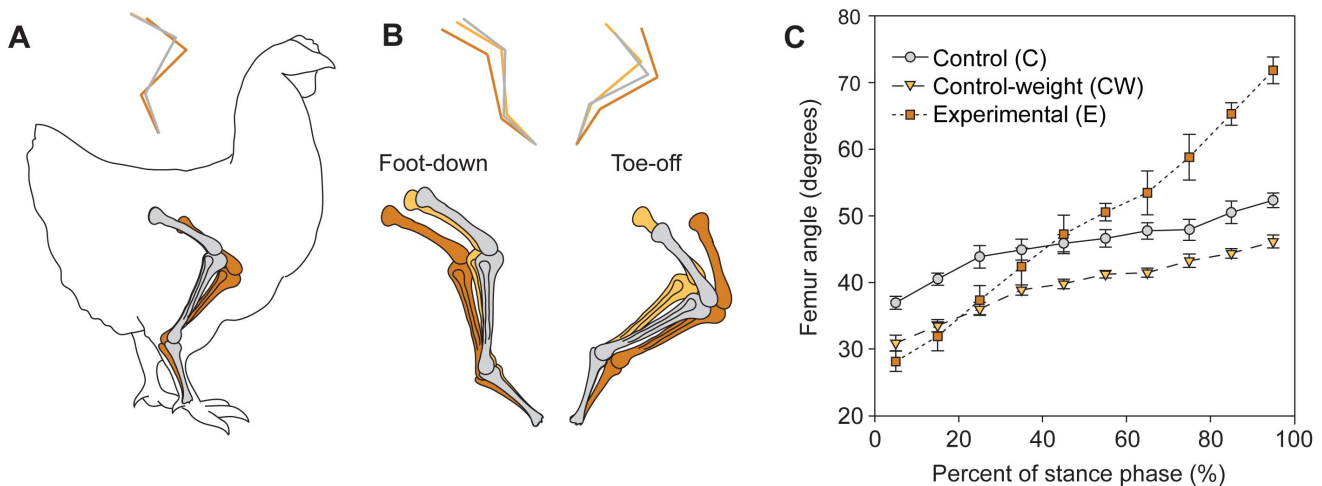 A
B
Foot-down
Toe-off
C
Control (C)
Control-weight (CW)
Experimental (E)
Femur angle (degrees)
80
70
60
50
40
30
20
0
20
40
60
80
100
Percent of stance phase (%)